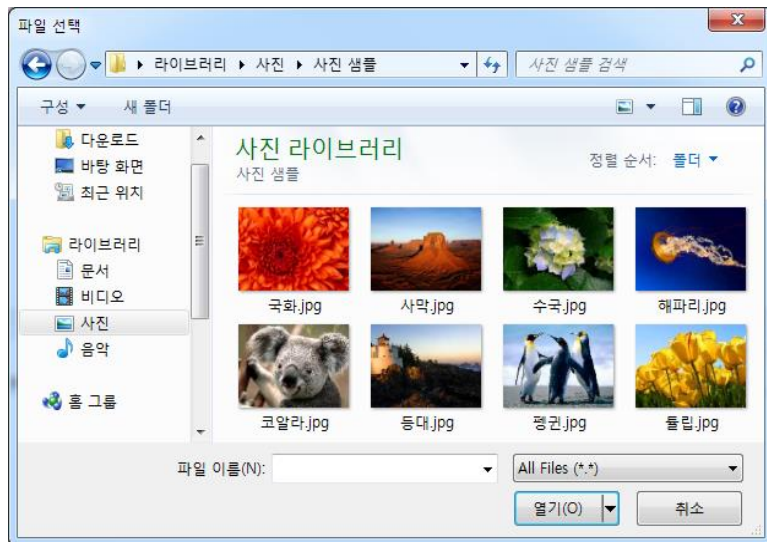 파일 선택
라이브러리 ▸ 사진 ▸ 사진 샘플
사진 샘플 검색
구성 새 폴더
다운로드
바탕 화면
최근 위치
라이브러리
문서
비디오
사진
음악
홈 그룹
사진 라이브러리
사진 샘플
정렬 순서: 폴더
국화.jpg 사막.jpg 수국.jpg 해파리.jpg
코알라.jpg 등대.jpg 펭귄.jpg 튤립.jpg
파일 이름(N): All Files (*.*)
열기(O) 취소